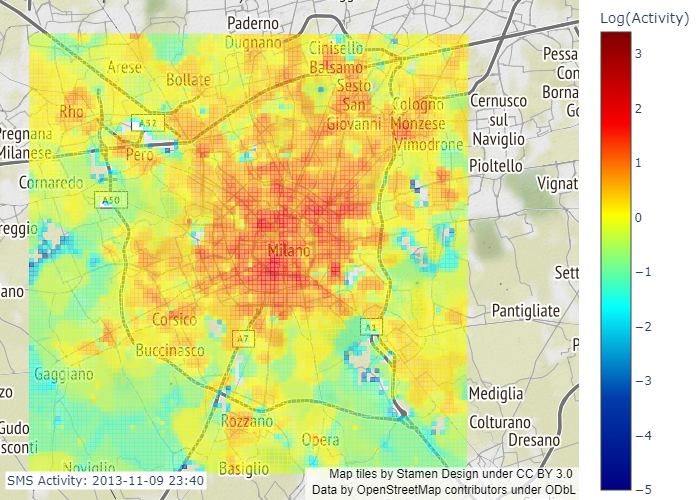 Log(Activity)
Paderno
Dugnano
Cinisello
Balsamo
Arese
Bollate
Sesto
San
Giovanni
Rho
A52
Cologno
Monzese
Vimodrone
Cernusco
sul
Naviglio
Pessa
Con
Borna
Go
Pregnana
Milanese
Pero
Pioltello
Cornaredo
Vignat
A50
reggio
Milano
ano
Sett
Pantigliate
Corsico
A7
A1
P
Buccinasco
Gaggiano
zo
Mediglia
Rozzano
Colturano
Gudo
sconti
Opera
Dresano
Noviglio
Basiglio
3
2
1
0
−1
−2
−3
−4
−5
SMS Activity: 2013-11-09 23:40
Map tiles by Stamen Design under CC BY 3.0
Data by OpenStreetMap contributors under ODbL